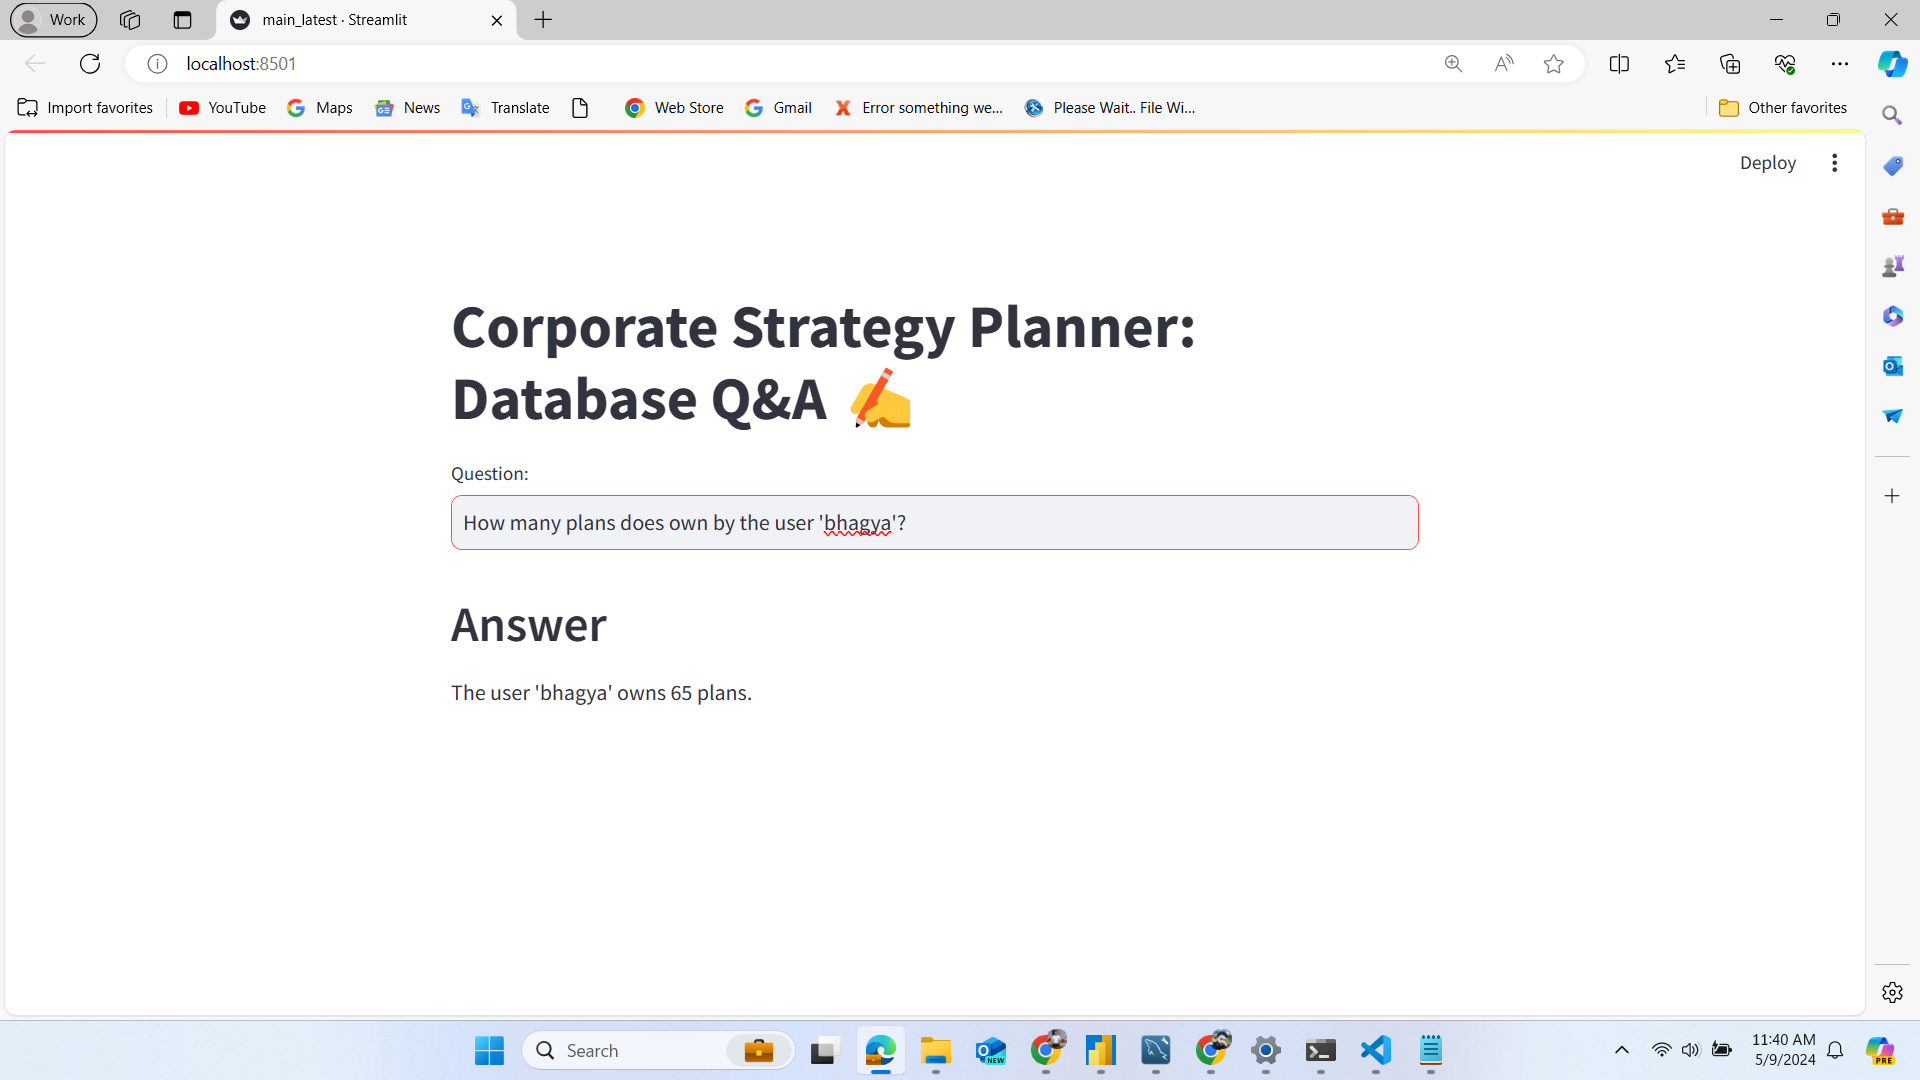 Work
main_latest · Streamlit
localhost:8501
Import favorites
YouTube
Maps
News
Translate
Web Store
Gmail
Error something we...
Please Wait.. File Wi...
Other favorites
Deploy
Corporate Strategy Planner:
Database Q&A
Question:
How many plans does own by the user 'bhagya'?
Answer
The user 'bhagya' owns 65 plans.
Search
NEW
11:40 AM
5/9/2024
PRE